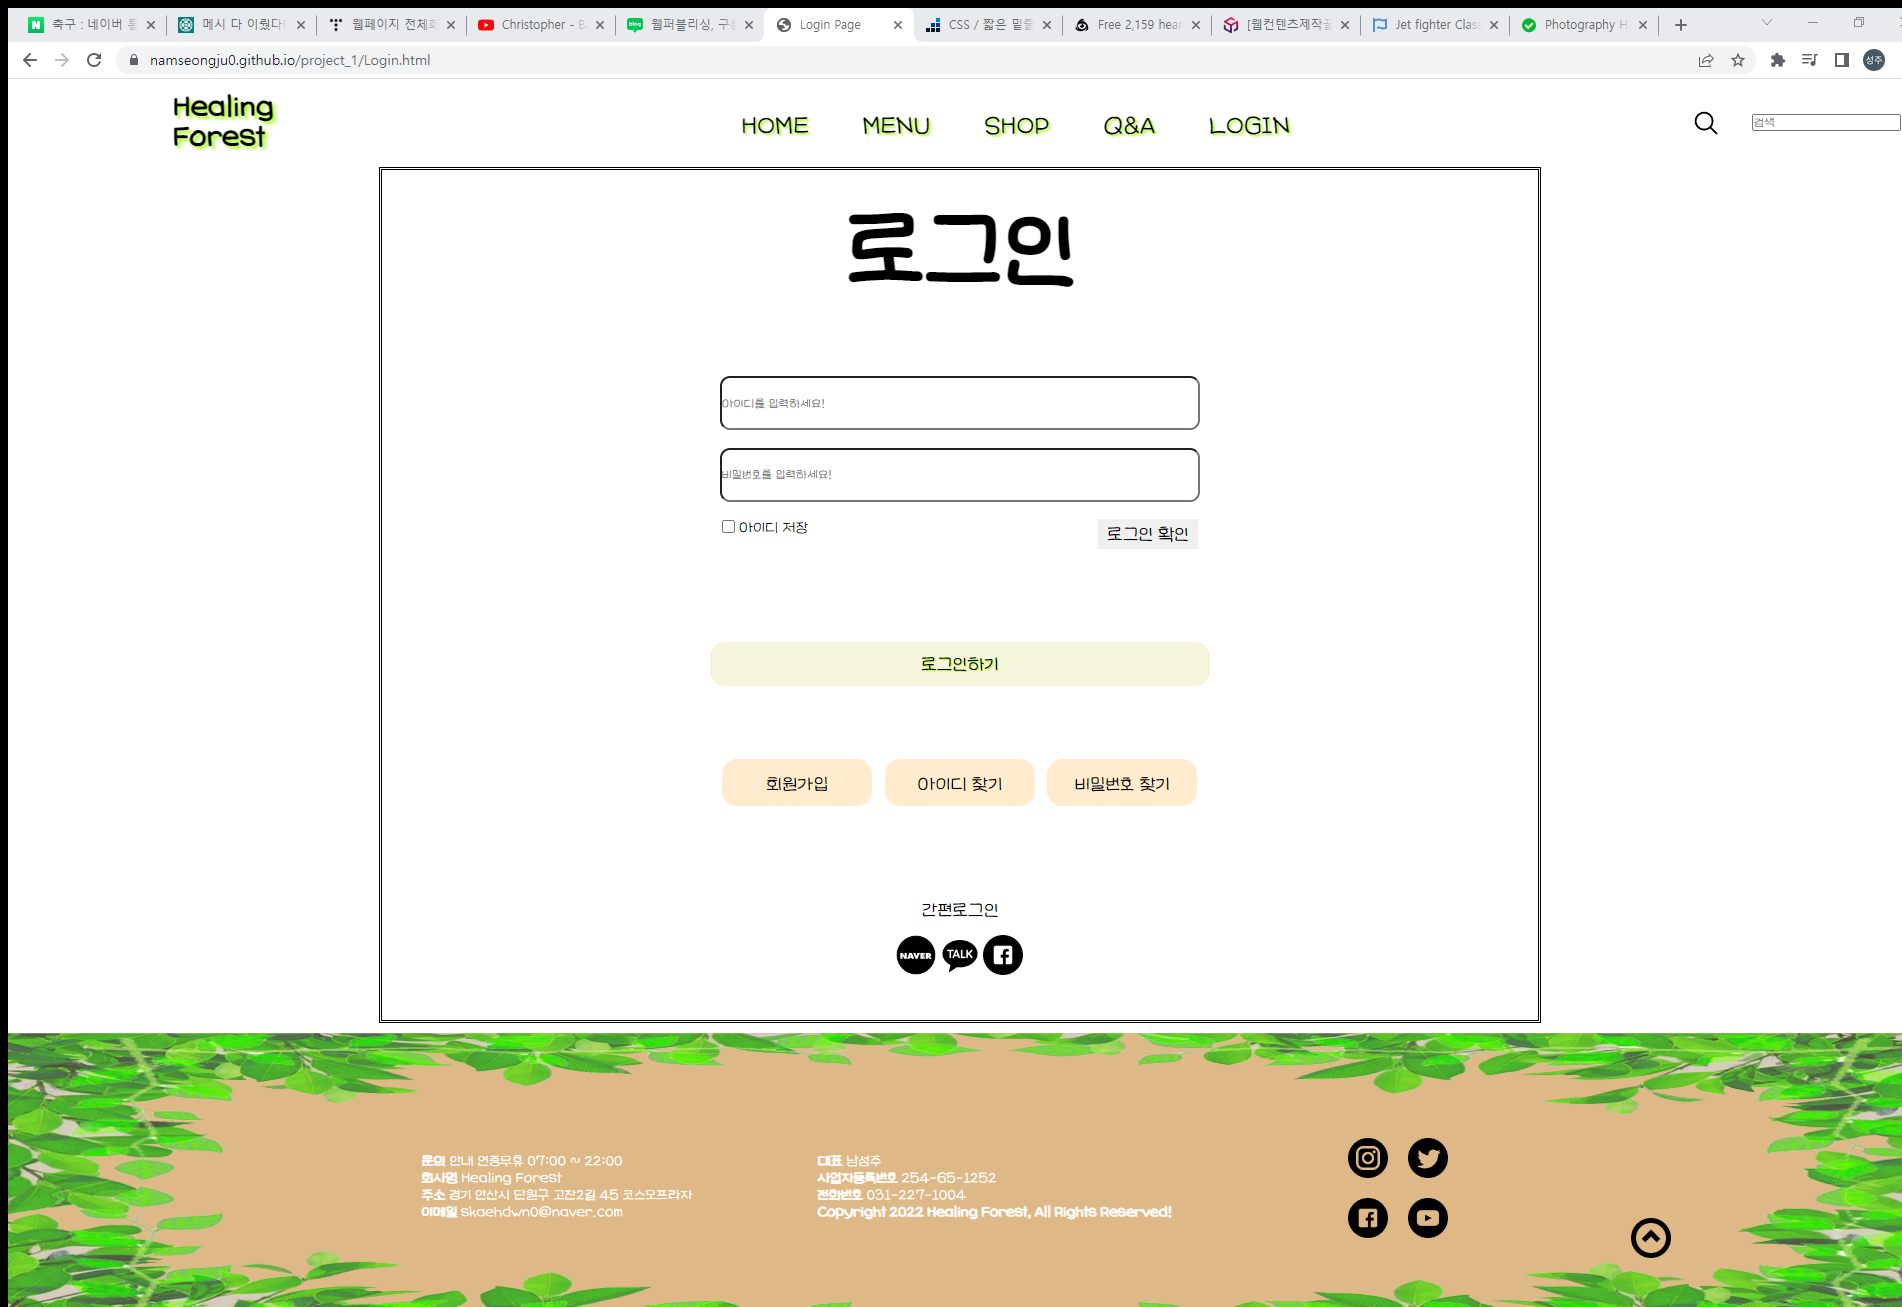 축구 : 네이버 통
메시 다 이뤘다!
웹페이지 전체화
Christopher - B
웹퍼블리싱, 구
Login Page
CSS / 짧은 밑줄
Free 2,159 hear
[웹컨텐츠제작
Jet fighter Clas
Photography H
namseongju0.github.io/project_1/Login.html
성주
Healing
Forest
HOME MENU SHOP Q&A LOGIN
검색
로그인
아이디를 입력하세요!
비밀번호를 입력하세요!
아이디 저장
로그인 확인
로그인하기
회원가입
아이디 찾기
비밀번호 찾기
간편로그인
NAVER
TALK
문의 안내 연중무휴 07:00 ~ 22:00
회사명 Healing Forest
주소 경기 안산시 단원구 고잔2길 45 코스모프라자
이메일 skaehdwn0@naver.com
대표 남성주
사업자등록번호 254-65-1252
전화번호 031-227-1004
Copyright 2022 Healing Forest, All Rights Reserved!